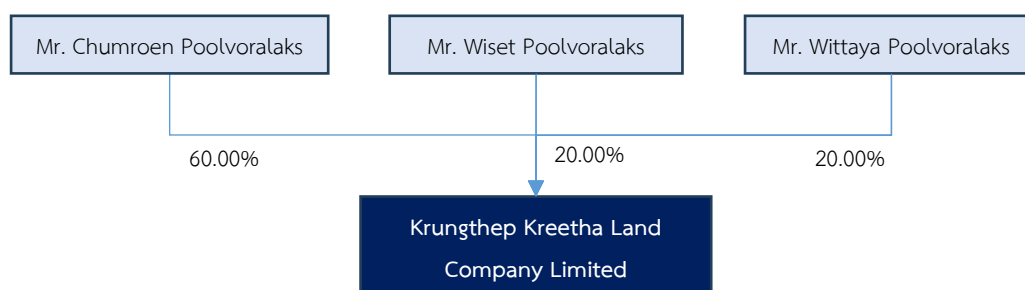 Mr. Chumroen Poolvoralaks
Mr. Wiset Poolvoralaks
Mr. Wittaya Poolvoralaks
60.00%
20.00%
20.00%
Krungthep Kreetha Land
Company Limited